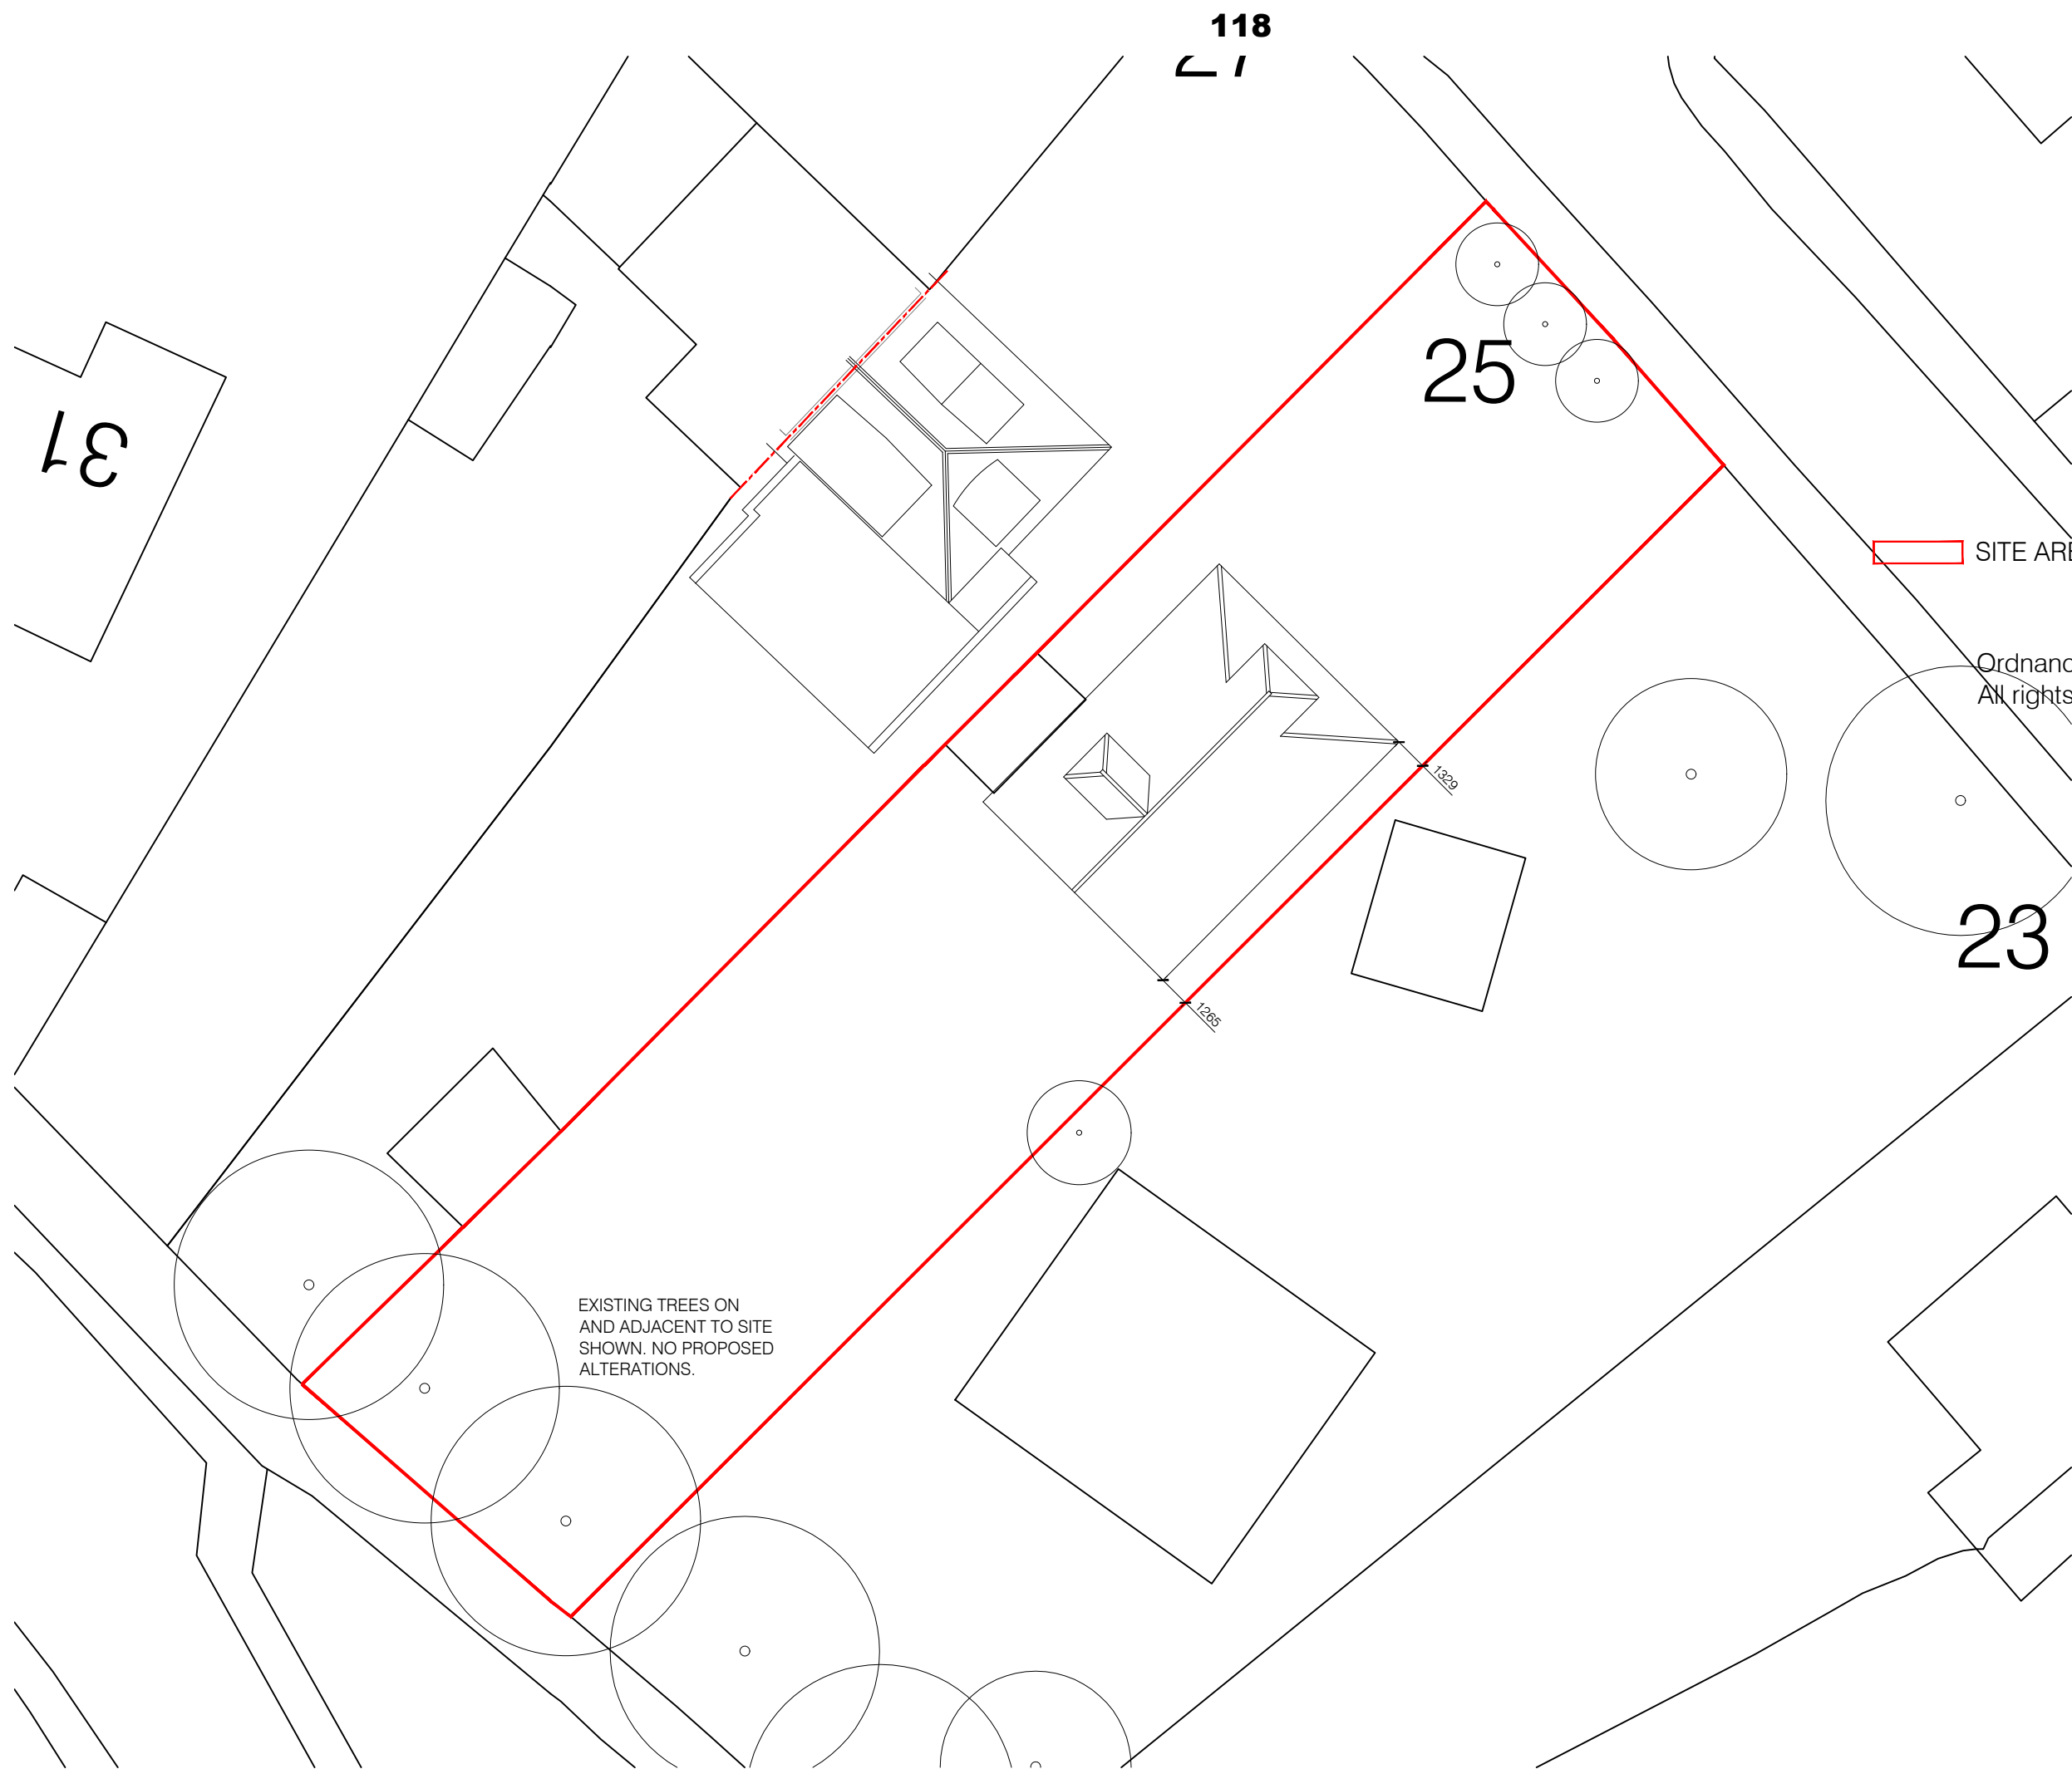 118
25
31
SITE ARE
Ordnanc
All rights
1329
23
1265
EXISTING TREES ON
AND ADJACENT TO SITE
SHOWN. NO PROPOSED
ALTERATIONS.